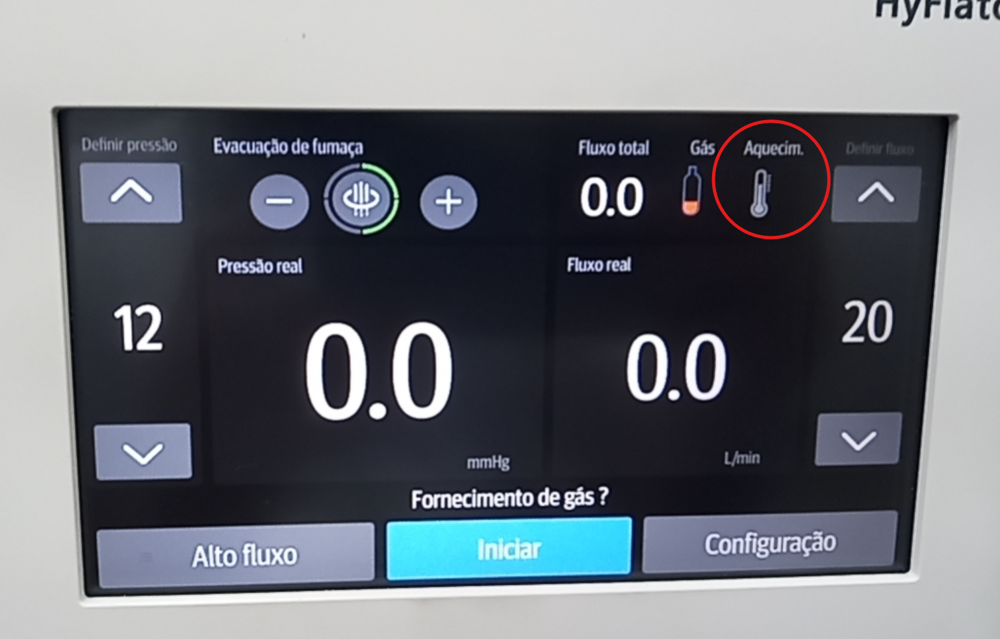 Definir pressão
Evacuação de fumaça
Fluxo total
Gás
Aquecim.
Definir fluxo
0.0
Pressão real
Fluxo real
12
0.0
0.0
20
mmHg
L/min
Fornecimento de gás ?
Alto fluxo
Iniciar
Configuração